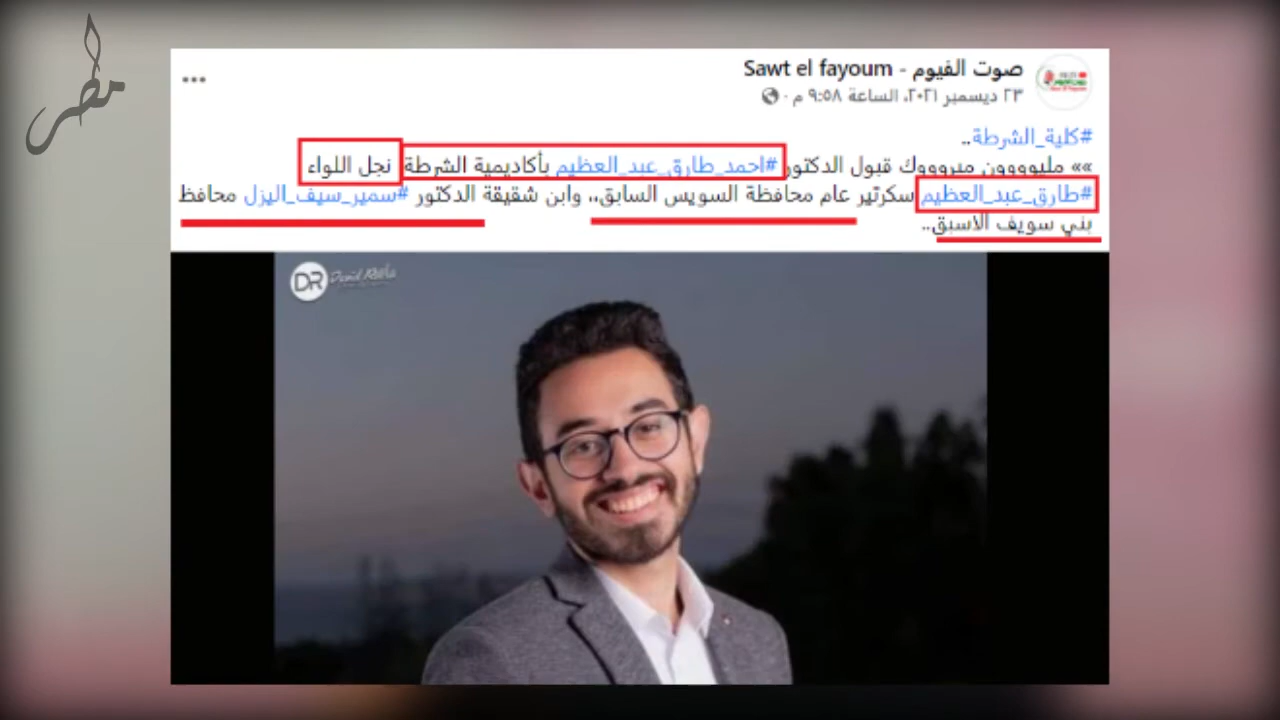 مصر
صوت الفيوم - Sawt el fayoum
٢٣ ديسمبر ٢٠٢١، الساعة ٩:٥٨ م ·
#كلية_الشرطة..
»» مليوووون مبروووك قبول الدكتور #احمد_طارق_عبد_العظيم بأكاديمية الشرطة نجل اللواء
#طارق_عبد_العظيم سكرتير عام محافظة السويس السابق،، وابن شقيقة الدكتور #سمير_سيف_اليزل محافظ
بني سويف الاسبق..
DR